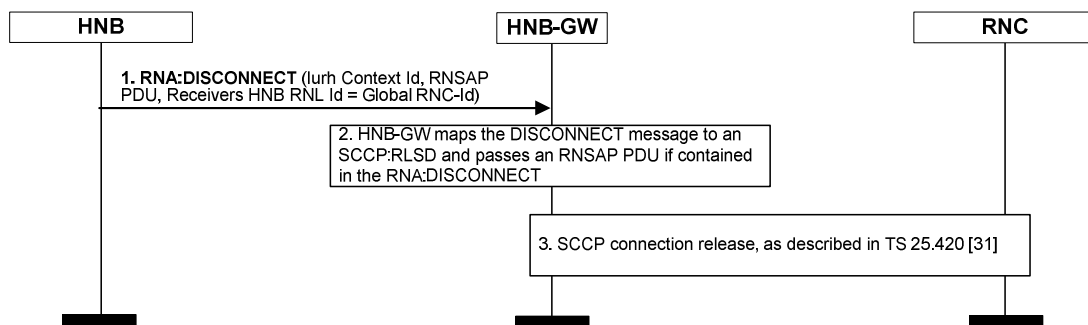 HNB
HNB-GW
RNC
1. RNA:DISCONNECT (Iurh Context Id, RNSAP
PDU, Receivers HNB RNL Id = Global RNC-Id)
2. HNB-GW maps the DISCONNECT message to an
SCCP:RLSD and passes an RNSAP PDU if contained
in the RNA:DISCONNECT
3. SCCP connection release, as described in TS 25.420 [31]